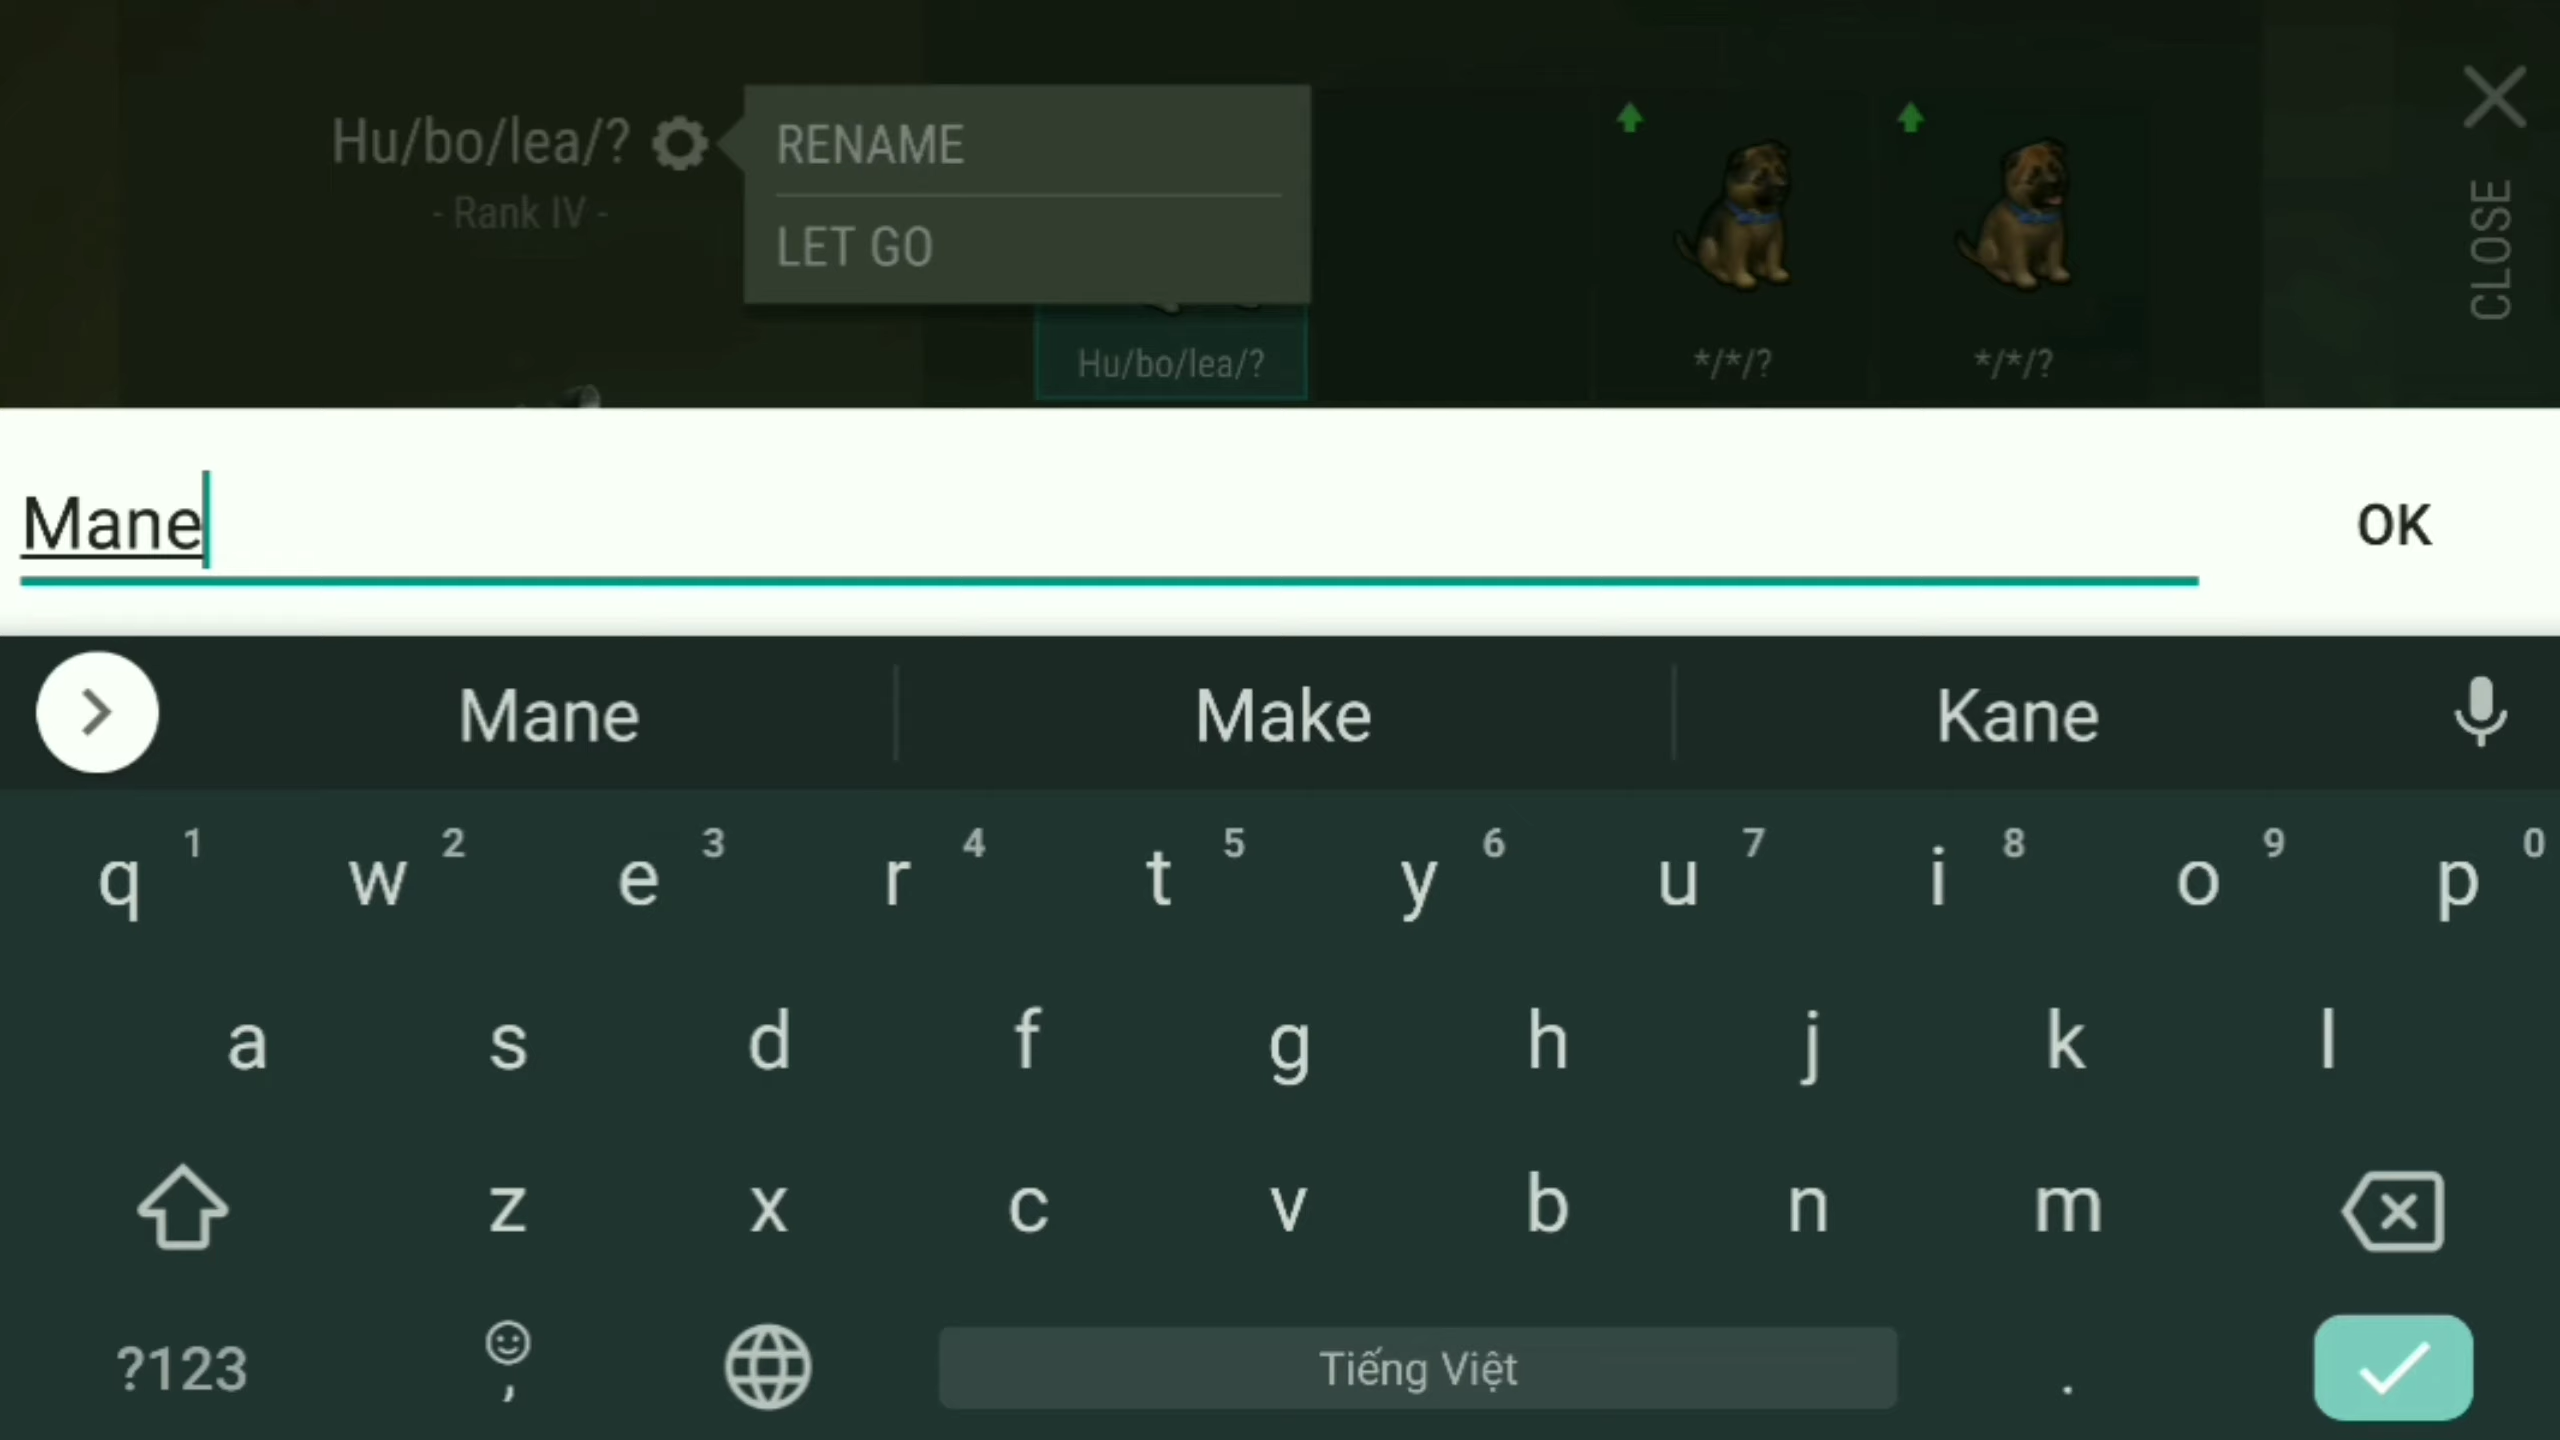 Hu/bo/lea/?
- Rank IV -
RENAME
LET GO
Hu/bo/lea/?
*/*/?
*/*/?
CLOSE
Mane
OK
Mane Make Kane
q 1 w 2 e 3 r 4 t 5 y 6 u 7 i 8 o 9 p 0
a s d f g h j k l
z x c v b n m
?123 , Tiếng Việt .